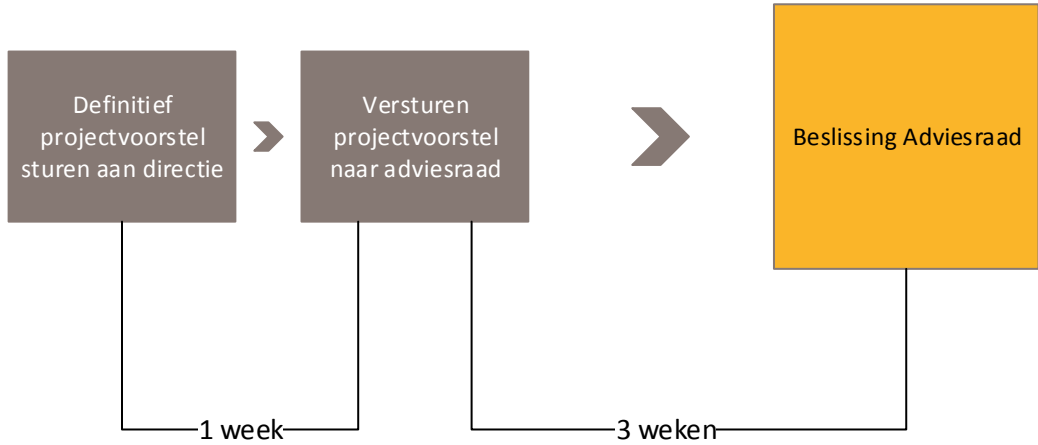 Definitief
projectvoorstel
sturen aan directie
Versturen
projectvoorstel
naar adviesraad
Beslissing Adviesraad
1 week
3 weken